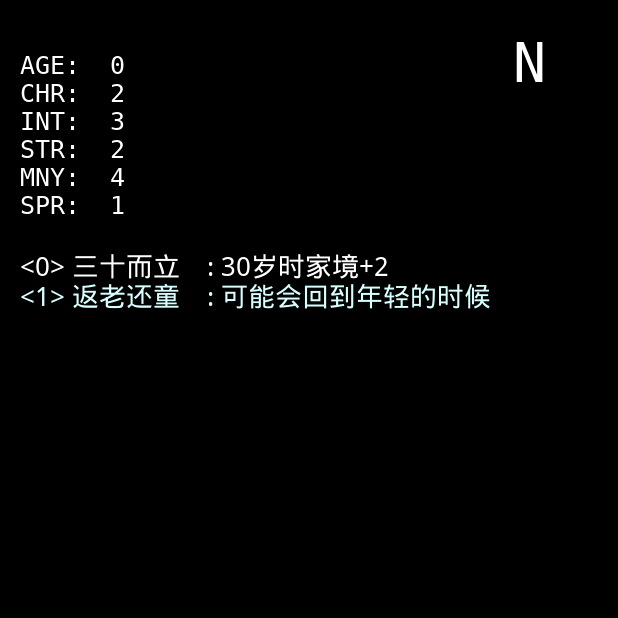 N
AGE: 0
CHR: 2
INT: 3
STR: 2
MNY: 4
SPR: 1
<0> 三十而立 : 30岁时家境+2
<1> 返老还童 : 可能会回到年轻的时候